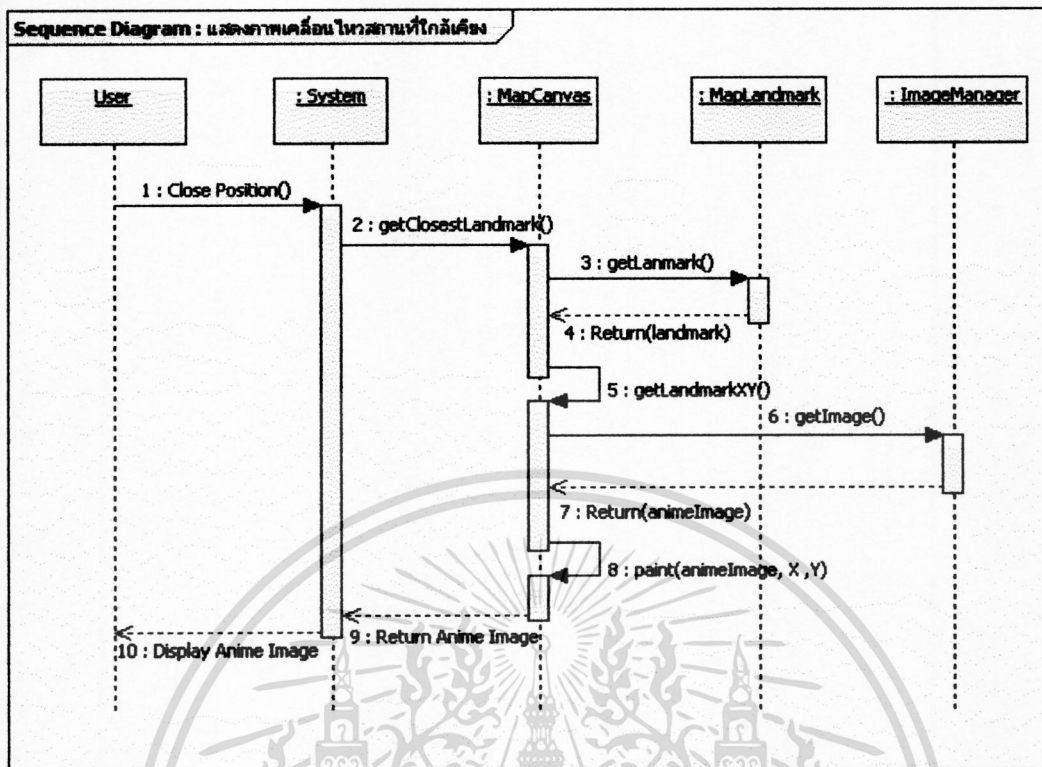 Sequence Diagram : แสดงภาพเคลื่อนไหวสถานที่ใกล้เคียง
User
: System
: MapCanvas
: MapLandmark
: ImageManager
1 : Close Position()
2 : getClosestLandmark()
3 : getLanmark()
4 : Return(landmark)
5 : getLandmarkXY()
6 : getImage()
7 : Return(animeImage)
8 : paint(animeImage, X ,Y)
9 : Return Anime Image
10 : Display Anime Image